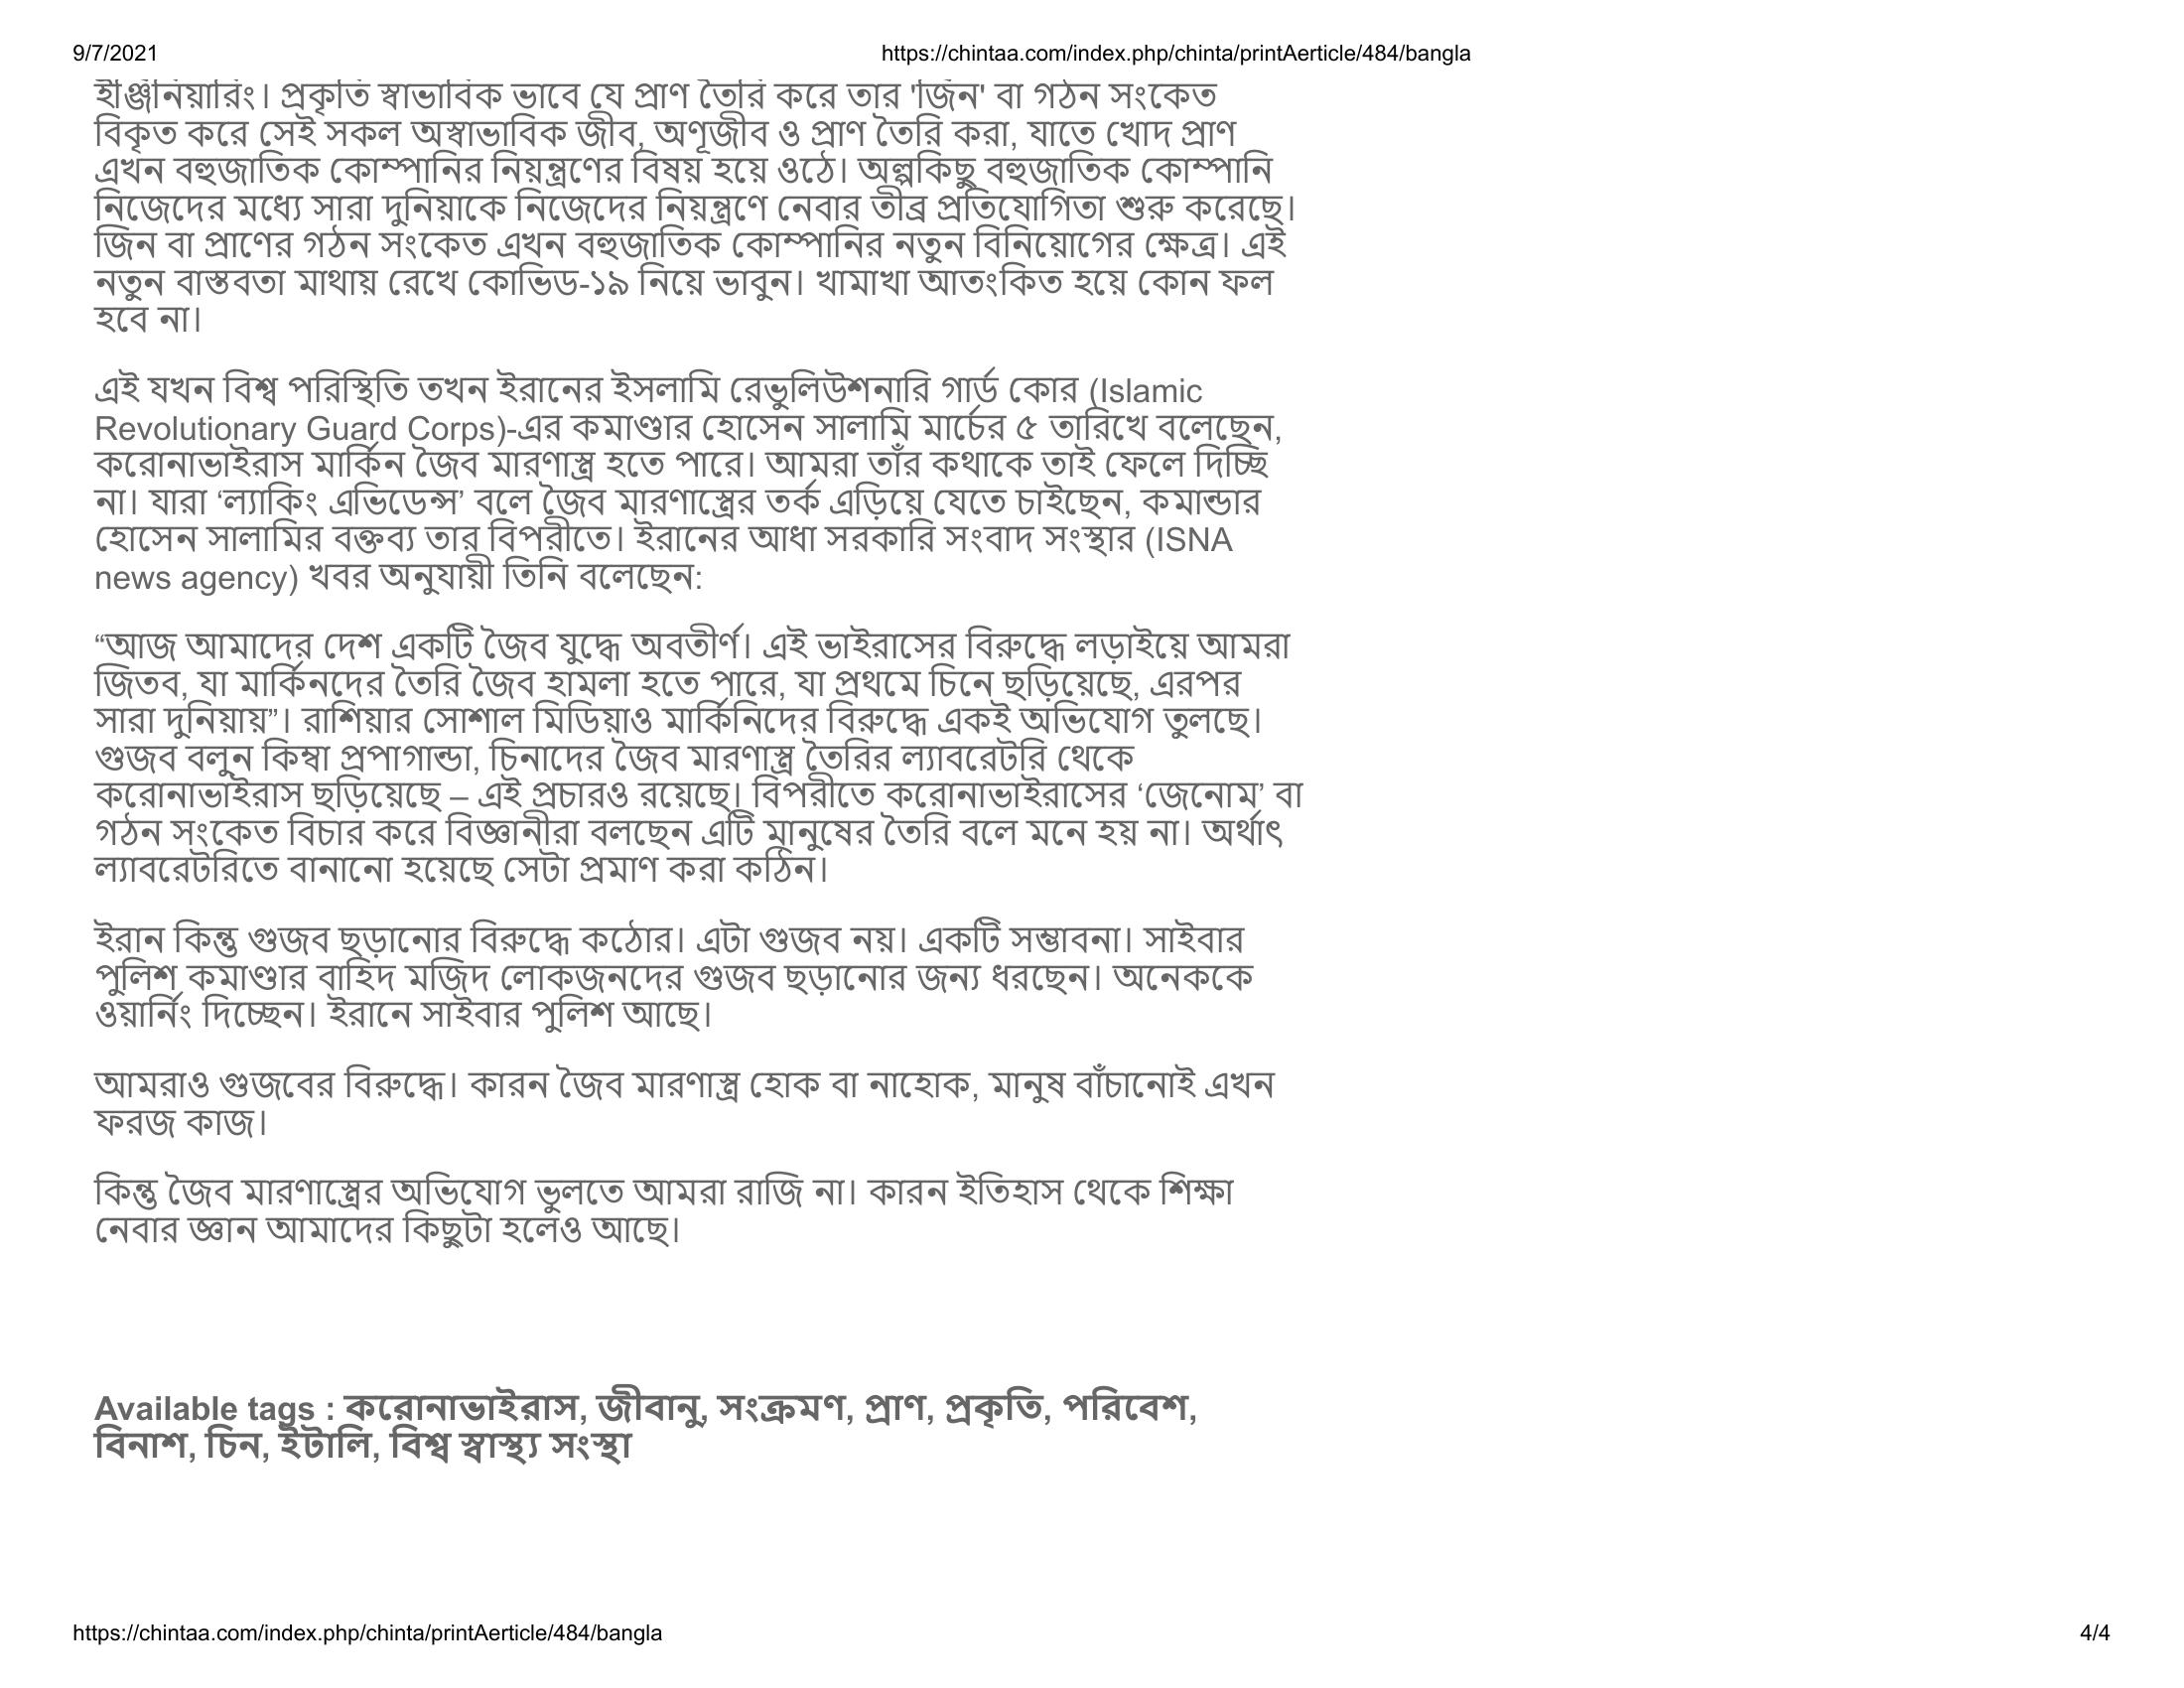 9/7/2021
https://chintaa.com/index.php/chinta/printAerticle/484/bangla
ইঞ্জিনিয়ারিং। প্রকৃতি স্বাভাবিক ভাবে যে প্রাণ তৈরি করে তার 'জিন' বা গঠন সংকেত
বিকৃত করে সেই সকল অস্বাভাবিক জীব, অণূজীব ও প্রাণ তৈরি করা, যাতে খোদ প্রাণ
এখন বহুজাতিক কোম্পানির নিয়ন্ত্রণের বিষয় হয়ে ওঠে। অল্পকিছু বহুজাতিক কোম্পানি
নিজেদের মধ্যে সারা দুনিয়াকে নিজেদের নিয়ন্ত্রণে নেবার তীব্র প্রতিযোগিতা শুরু করেছে।
জিন বা প্রাণের গঠন সংকেত এখন বহুজাতিক কোম্পানির নতুন বিনিয়োগের ক্ষেত্র। এই
নতুন বাস্তবতা মাথায় রেখে কোভিড-১৯ নিয়ে ভাবুন। খামাখা আতংকিত হয়ে কোন ফল
হবে না।
এই যখন বিশ্ব পরিস্থিতি তখন ইরানের ইসলামি রেভুলিউশনারি গার্ড কোর (Islamic
Revolutionary Guard Corps)-এর কমাণ্ডার হোসেন সালামি মার্চের ৫ তারিখে বলেছেন,
করোনাভাইরাস মার্কিন জৈব মারণাস্ত্র হতে পারে। আমরা তাঁর কথাকে তাই ফেলে দিচ্ছি
না। যারা ‘ল্যাকিং এভিডেন্স’ বলে জৈব মারণাস্ত্রের তর্ক এড়িয়ে যেতে চাইছেন, কমান্ডার
হোসেন সালামির বক্তব্য তার বিপরীতে। ইরানের আধা সরকারি সংবাদ সংস্থার (ISNA
news agency) খবর অনুযায়ী তিনি বলেছেন:
“আজ আমাদের দেশ একটি জৈব যুদ্ধে অবতীর্ণ। এই ভাইরাসের বিরুদ্ধে লড়াইয়ে আমরা
জিতব, যা মার্কিনদের তৈরি জৈব হামলা হতে পারে, যা প্রথমে চিনে ছড়িয়েছে, এরপর
সারা দুনিয়ায়”। রাশিয়ার সোশাল মিডিয়াও মার্কিনিদের বিরুদ্ধে একই অভিযোগ তুলছে।
গুজব বলুন কিম্বা প্রপাগান্ডা, চিনাদের জৈব মারণাস্ত্র তৈরির ল্যাবরেটরি থেকে
করোনাভাইরাস ছড়িয়েছে – এই প্রচারও রয়েছে। বিপরীতে করোনাভাইরাসের ‘জেনোম’ বা
গঠন সংকেত বিচার করে বিজ্ঞানীরা বলছেন এটি মানুষের তৈরি বলে মনে হয় না। অর্থাৎ
ল্যাবরেটরিতে বানানো হয়েছে সেটা প্রমাণ করা কঠিন।
ইরান কিন্তু গুজব ছড়ানোর বিরুদ্ধে কঠোর। এটা গুজব নয়। একটি সম্ভাবনা। সাইবার
পুলিশ কমাণ্ডার বাহিদ মজিদ লোকজনদের গুজব ছড়ানোর জন্য ধরছেন। অনেককে
ওয়ার্নিং দিচ্ছেন। ইরানে সাইবার পুলিশ আছে।
আমরাও গুজবের বিরুদ্ধে। কারন জৈব মারণাস্ত্র হোক বা নাহোক, মানুষ বাঁচানোই এখন
ফরজ কাজ।
কিন্তু জৈব মারণাস্ত্রের অভিযোগ ভুলতে আমরা রাজি না। কারন ইতিহাস থেকে শিক্ষা
নেবার জ্ঞান আমাদের কিছুটা হলেও আছে।
Available tags : করোনাভাইরাস, জীবানু, সংক্রমণ, প্রাণ, প্রকৃতি, পরিবেশ,
বিনাশ, চিন, ইটালি, বিশ্ব স্বাস্থ্য সংস্থা
https://chintaa.com/index.php/chinta/printAerticle/484/bangla
4/4